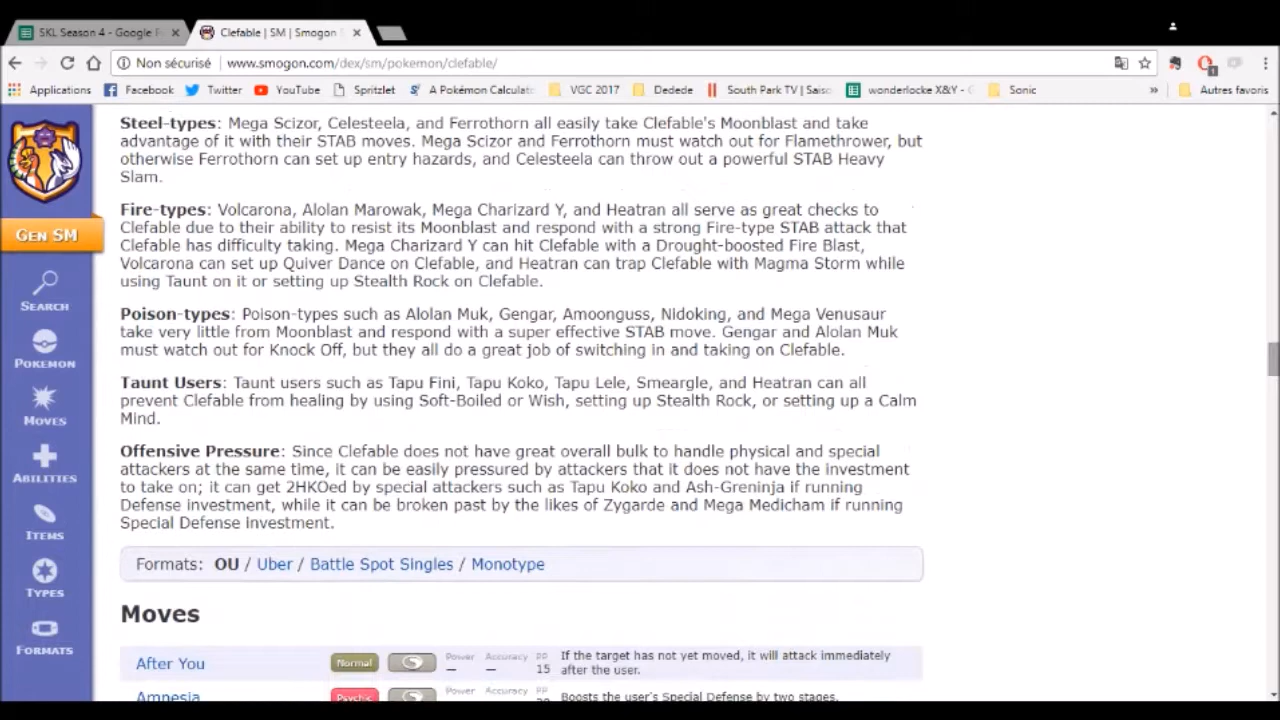 SKL Season 4 - Google
Clefable | SM | Smogon
Non sécurisé
www.smogon.com/dex/sm/pokemon/clefable/
Applications Facebook Twitter YouTube Spritzlet A Pokémon Calculat VGC 2017 Dedede South Park TV | Sais wonderlocke X&Y - Sonic » Autres favoris
Steel-types: Mega Scizor, Celesteela, and Ferrothorn all easily take Clefable's Moonblast and take
advantage of it with their STAB moves. Mega Scizor and Ferrothorn must watch out for Flamethrower, but
otherwise Ferrothorn can set up entry hazards, and Celesteela can throw out a powerful STAB Heavy
Slam.
Fire-types: Volcarona, Alolan Marowak, Mega Charizard Y, and Heatran all serve as great checks to
Clefable due to their ability to resist its Moonblast and respond with a strong Fire-type STAB attack that
Clefable has difficulty taking. Mega Charizard Y can hit Clefable with a Drought-boosted Fire Blast,
Volcarona can set up Quiver Dance on Clefable, and Heatran can trap Clefable with Magma Storm while
using Taunt on it or setting up Stealth Rock on Clefable.
Poison-types: Poison-types such as Alolan Muk, Gengar, Amoonguss, Nidoking, and Mega Venusaur
take very little from Moonblast and respond with a super effective STAB move. Gengar and Alolan Muk
must watch out for Knock Off, but they all do a great job of switching in and taking on Clefable.
Taunt Users: Taunt users such as Tapu Fini, Tapu Koko, Tapu Lele, Smeargle, and Heatran can all
prevent Clefable from healing by using Soft-Boiled or Wish, setting up Stealth Rock, or setting up a Calm
Mind.
Offensive Pressure: Since Clefable does not have great overall bulk to handle physical and special
attackers at the same time, it can be easily pressured by attackers that it does not have the investment
to take on; it can get 2HKOed by special attackers such as Tapu Koko and Ash-Greninja if running
Defense investment, while it can be broken past by the likes of Zygarde and Mega Medicham if running
Special Defense investment.
Formats: OU / Uber / Battle Spot Singles / Monotype
Moves
After You Normal Power — Accuracy — PP 15 If the target has not yet moved, it will attack immediately
after the user.
Amnesia Psychic Power Accuracy PP Boosts the user's Special Defense by two stages.
GEN SM
SEARCH
POKEMON
MOVES
ABILITIES
ITEMS
TYPES
FORMATS